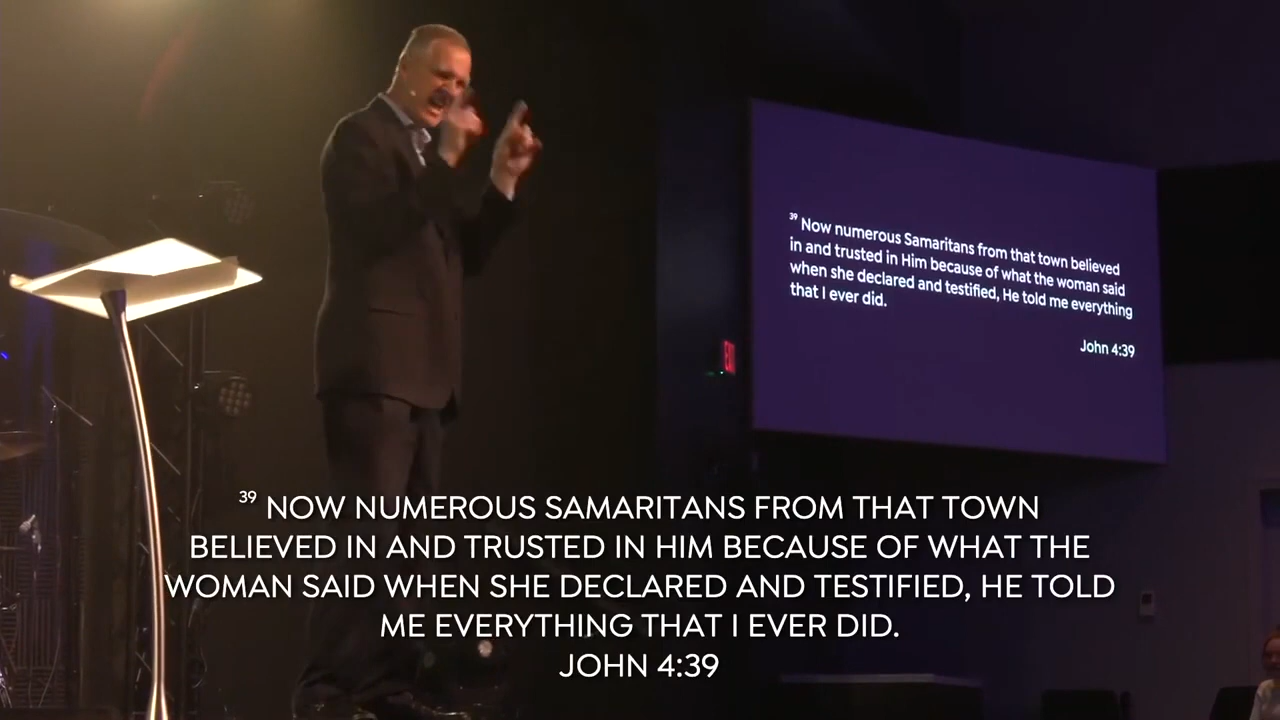 39 Now numerous Samaritans from that town believed
in and trusted in Him because of what the woman said
when she declared and testified, He told me everything
that I ever did.
John 4:39
EXIT
39 NOW NUMEROUS SAMARITANS FROM THAT TOWN
BELIEVED IN AND TRUSTED IN HIM BECAUSE OF WHAT THE
WOMAN SAID WHEN SHE DECLARED AND TESTIFIED, HE TOLD
ME EVERYTHING THAT I EVER DID.
JOHN 4:39